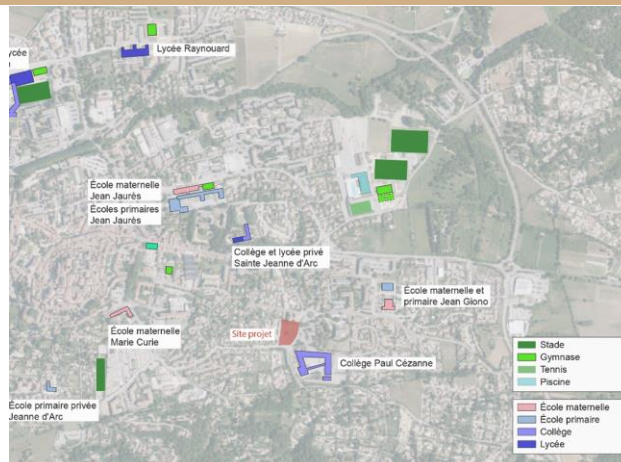 Lycée Raynouard
lycée
École maternelle
Jean Jaurès
Écoles primaires
Jean Jaurès
Collège et lycée privé
Sainte Jeanne d'Arc
École maternelle et
primaire Jean Giono
École maternelle
Marie Curie
Site projet
Collège Paul Cézanne
École primaire privée
Jeanne d'Arc
Stade
Gymnase
Tennis
Piscine
École maternelle
École primaire
Collège
Lycée